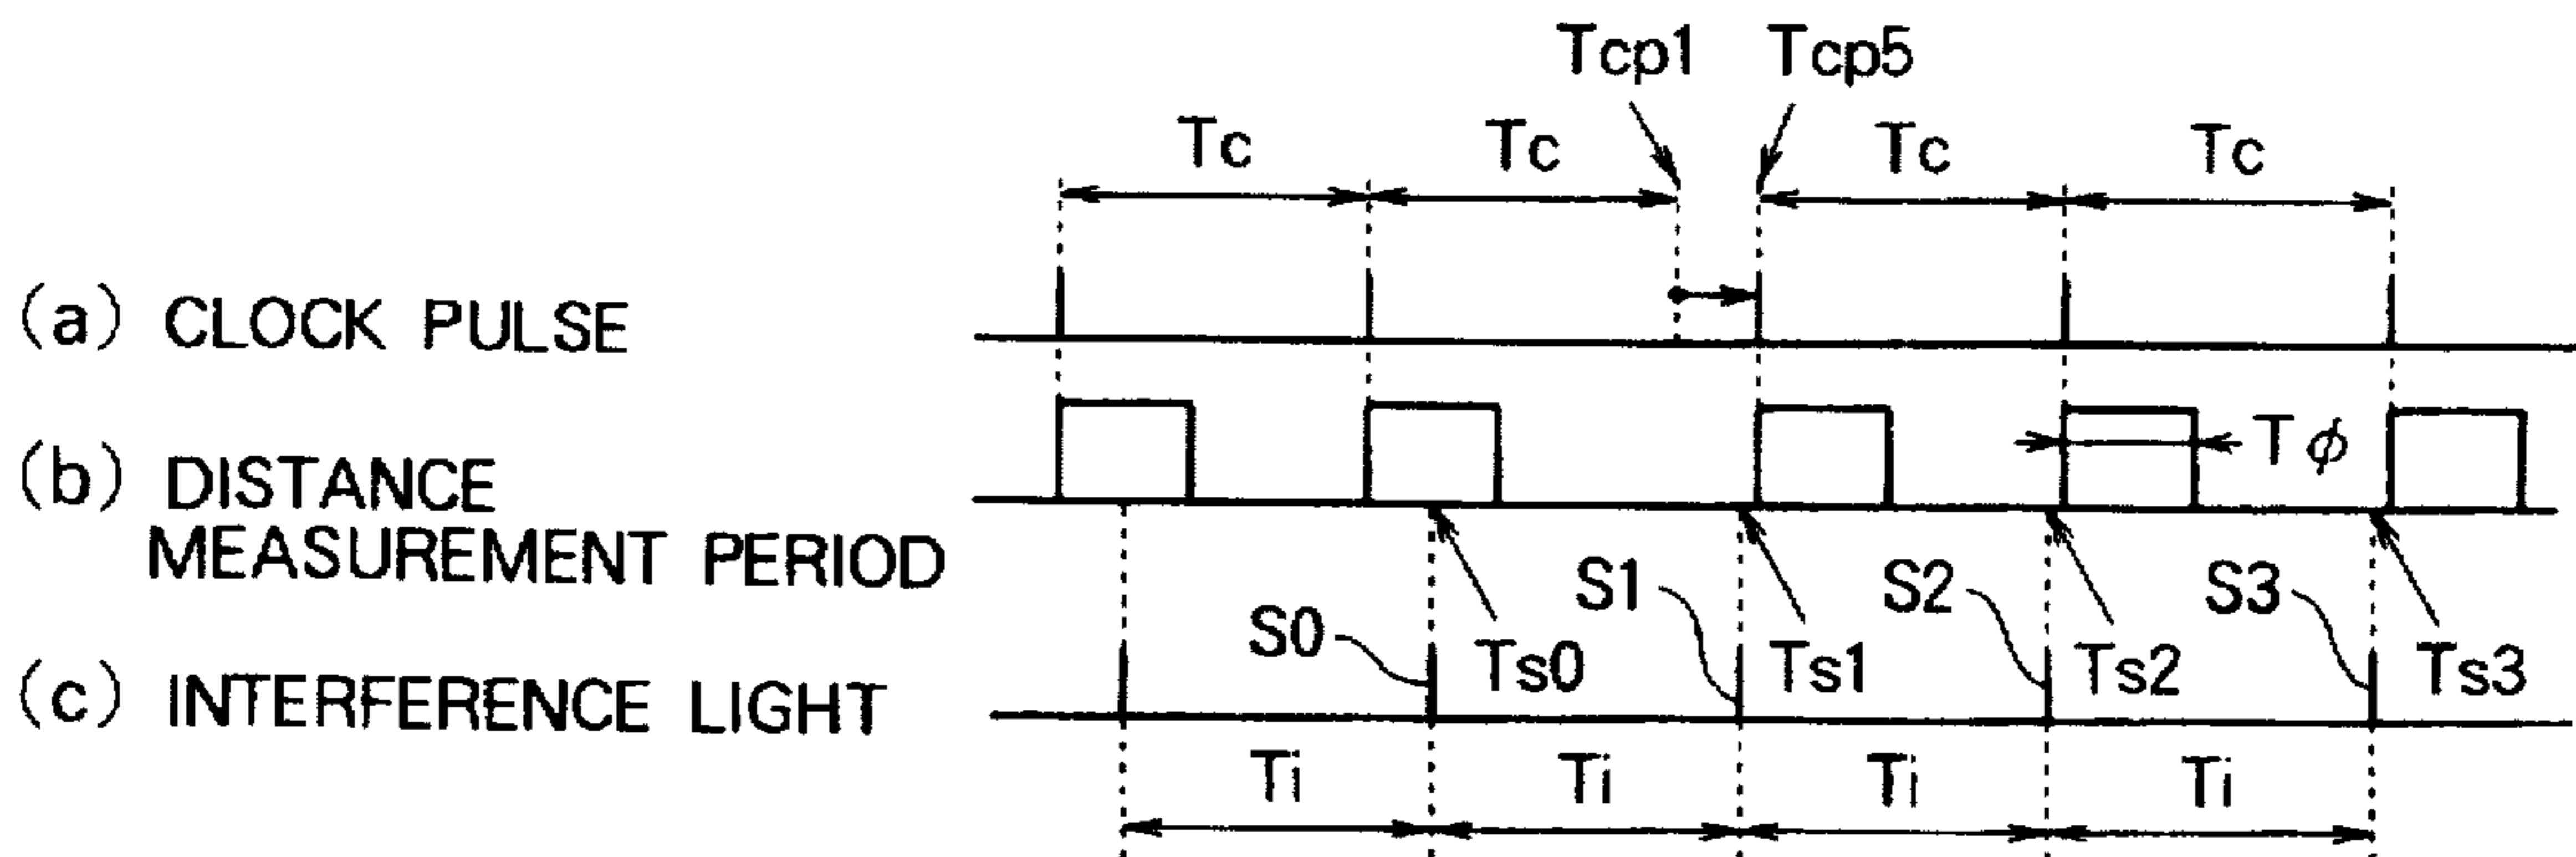 Tcp1 Tcp5
Tc Tc Tc Tc
(a) CLOCK PULSE
(b) DISTANCE
MEASUREMENT PERIOD
Tϕ
S0 Ts0 S1 Ts1 S2 Ts2 S3 Ts3
(c) INTERFERENCE LIGHT
Ti Ti Ti Ti